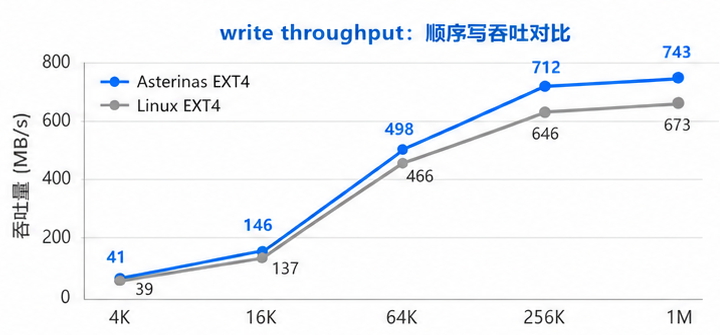 write throughput：顺序写吞吐对比
吞吐量 (MB/s)
800
600
400
200
0
Asterinas EXT4
Linux EXT4
41
39
146
137
498
466
712
646
743
673
4K
16K
64K
256K
1M